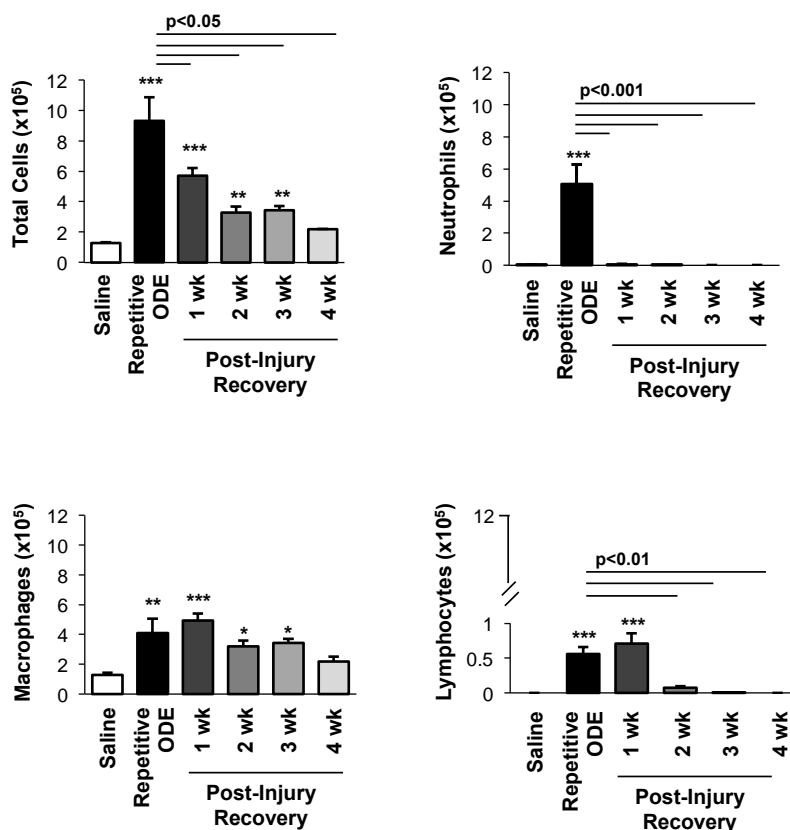 p<0.05
***
***
**
**
Total Cells (x10⁵)
12
10
8
6
4
2
0
Saline
Repetitive
ODE
1 wk
2 wk
3 wk
4 wk
Post-Injury
Recovery
p<0.001
***
Neutrophils (x10⁵)
12
10
8
6
4
2
0
Saline
Repetitive
ODE
1 wk
2 wk
3 wk
4 wk
Post-Injury
Recovery
**
***
*
*
Macrophages (x10⁵)
12
10
8
6
4
2
0
Saline
Repetitive
ODE
1 wk
2 wk
3 wk
4 wk
Post-Injury
Recovery
p<0.01
***
***
Lymphocytes (x10⁵)
12
1
0.5
0
Saline
Repetitive
ODE
1 wk
2 wk
3 wk
4 wk
Post-Injury
Recovery